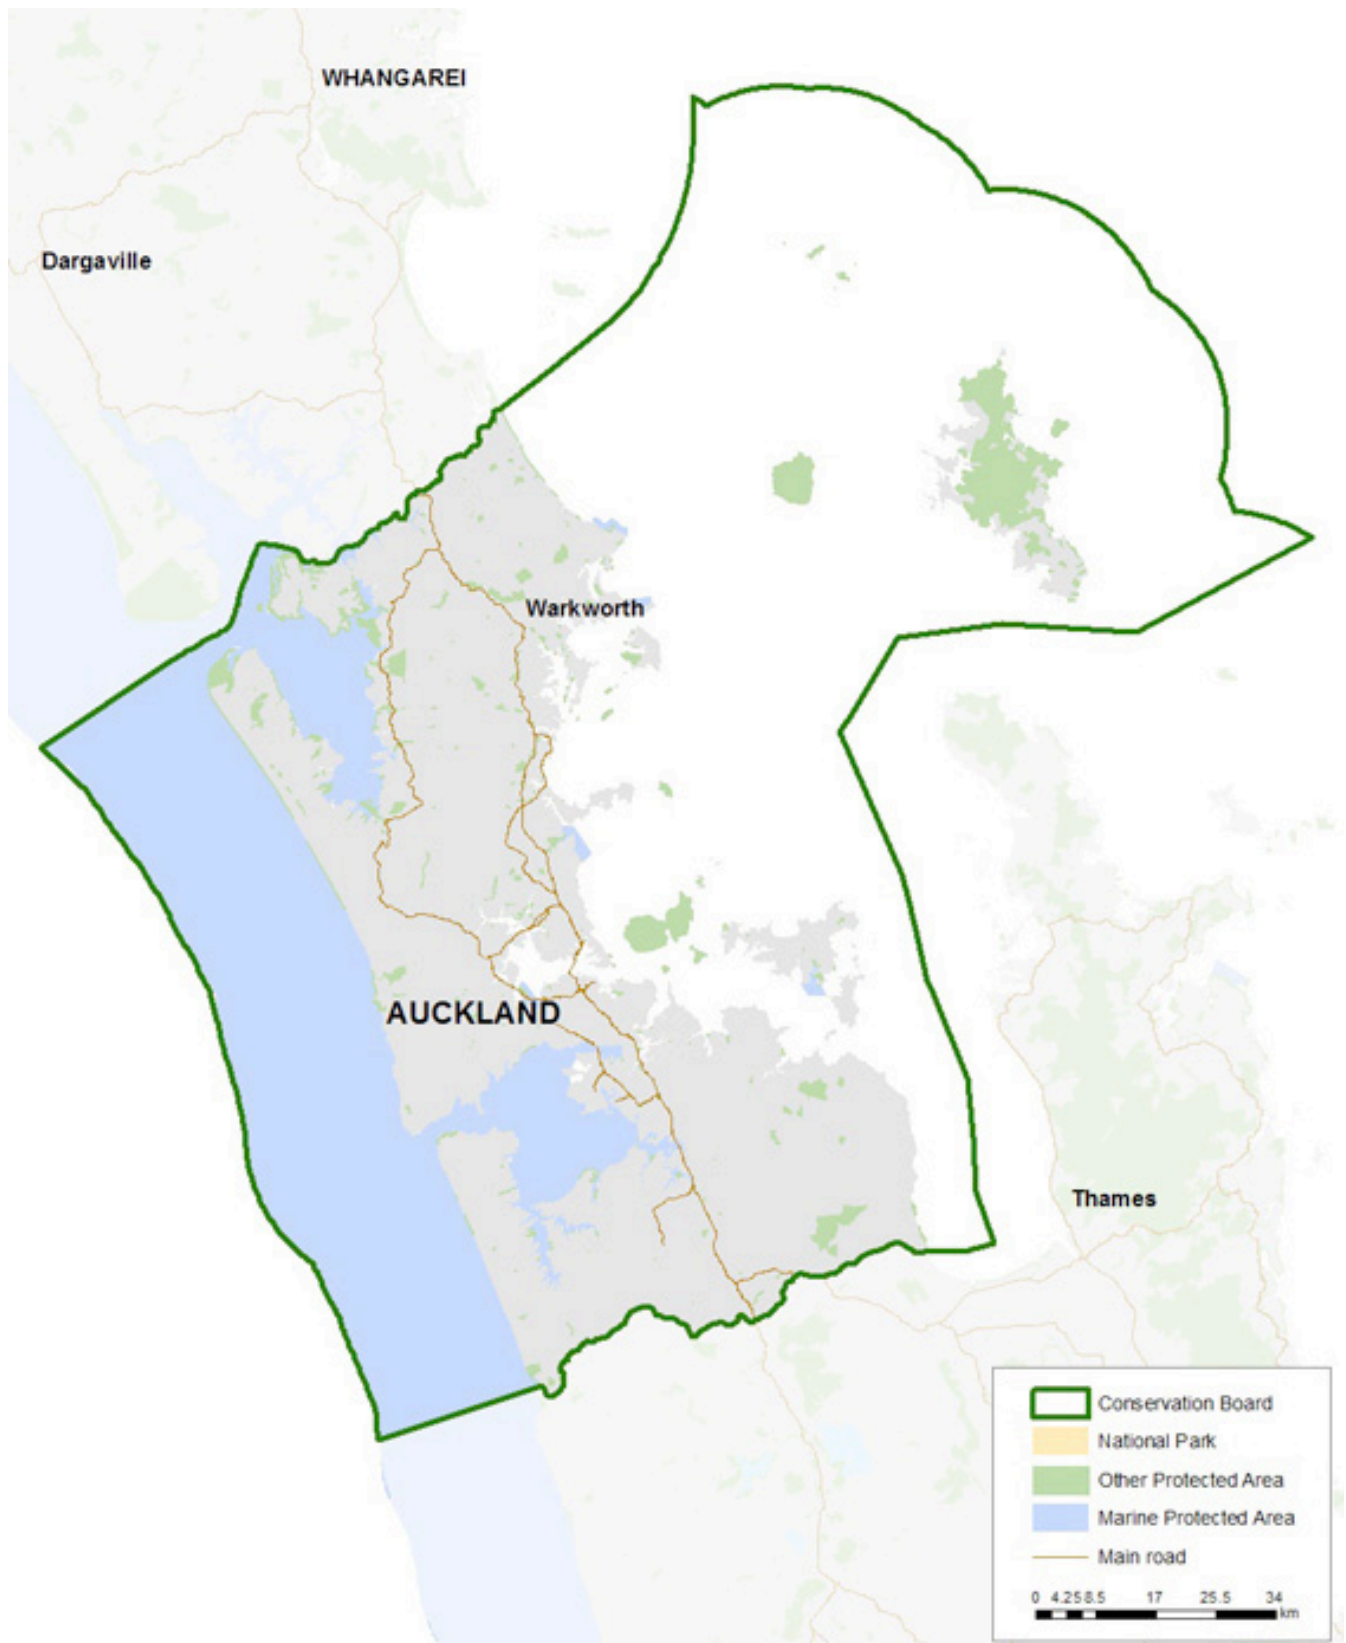 WHANGAREI
Dargaville
Warkworth
AUCKLAND
Thames
Conservation Board
National Park
Other Protected Area
Marine Protected Area
Main road
0 4.25 8.5 17 25.5 34
km